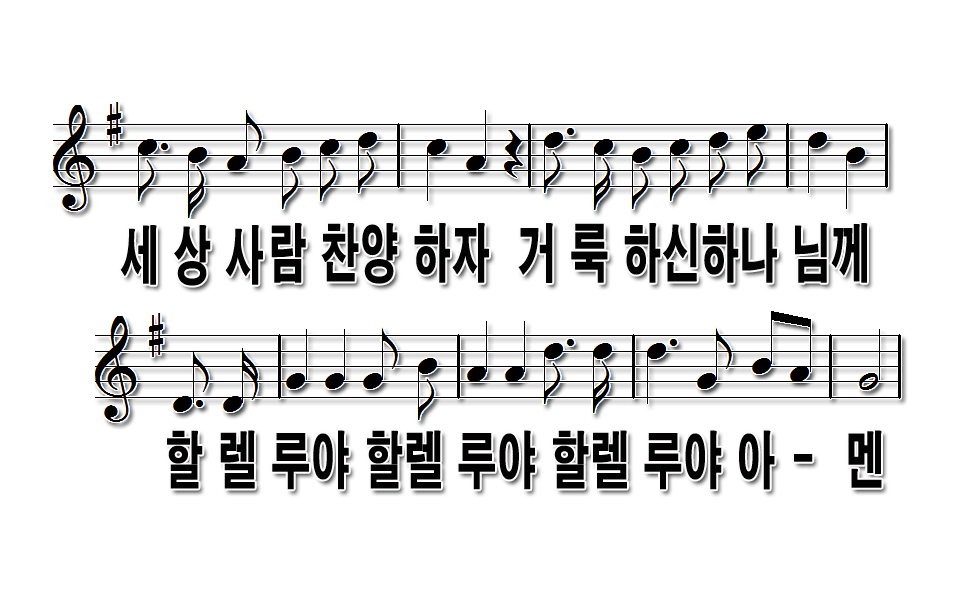 세 상 사람 찬양 하자 거 룩 하신하나 님께
할 렐 루야 할렐 루야 할렐 루야 아 - 멘